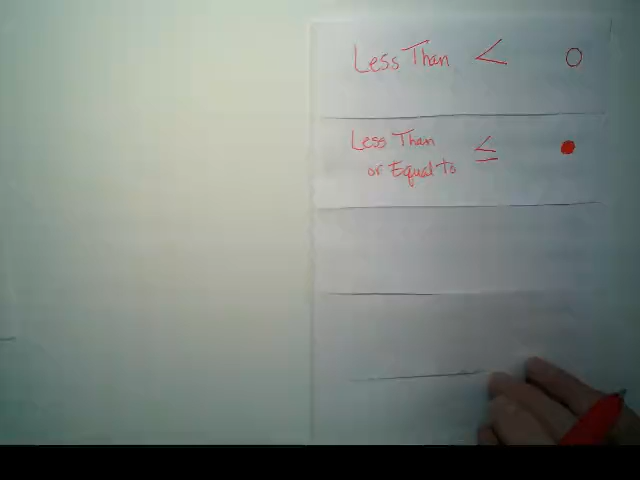 Less Than <
Less Than
or Equal to ≤